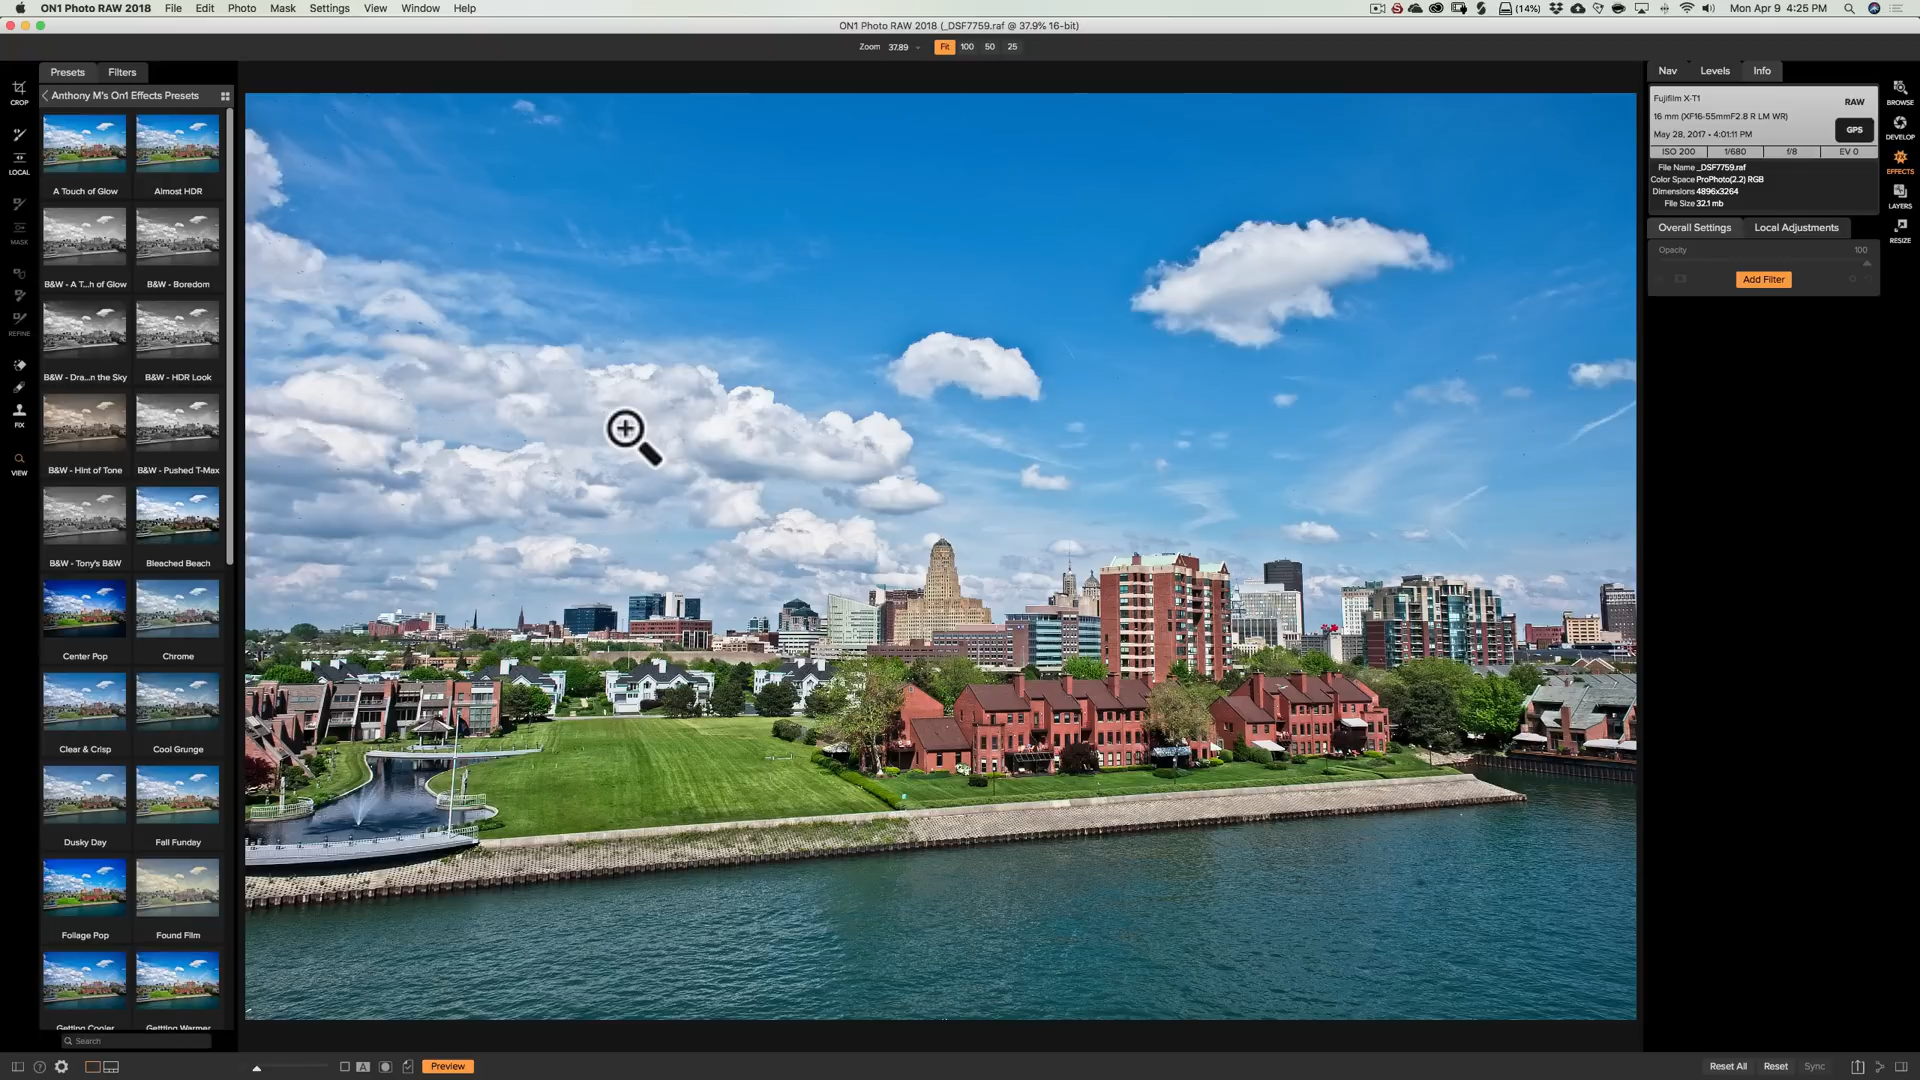 ON1 Photo RAW 2018 File Edit Photo Mask Settings View Window Help (14%) Mon Apr 9 4:25 PM
ON1 Photo RAW 2018 (_DSF7759.raf @ 37.9% 16-bit)
Zoom 37.89 Fit 100 50 25
Presets Filters
Anthony M's On1 Effects Presets
A Touch of Glow Almost HDR
B&W - A T...h of Glow B&W - Boredom
B&W - Dra...n the Sky B&W - HDR Look
B&W - Hint of Tone B&W - Pushed T-Max
B&W - Tony's B&W Bleached Beach
Center Pop Chrome
Clear & Crisp Cool Grunge
Dusky Day Fall Funday
Foliage Pop Found Film
Getting Cooler Gettting Warmer
Search
CROP
LOCAL
MASK
REFINE
FIX
VIEW
Nav Levels Info
Fujifilm X-T1 RAW
16 mm (XF16-55mmF2.8 R LM WR)
May 28, 2017 • 4:01:11 PM GPS
ISO 200 1/680 f/8 EV 0
File Name _DSF7759.raf
Color Space ProPhoto(2.2) RGB
Dimensions 4896x3264
File Size 32.1 mb
Overall Settings Local Adjustments
Opacity 100
Add Filter
BROWSE
DEVELOP
EFFECTS
LAYERS
RESIZE
A Preview
Reset All Reset Sync